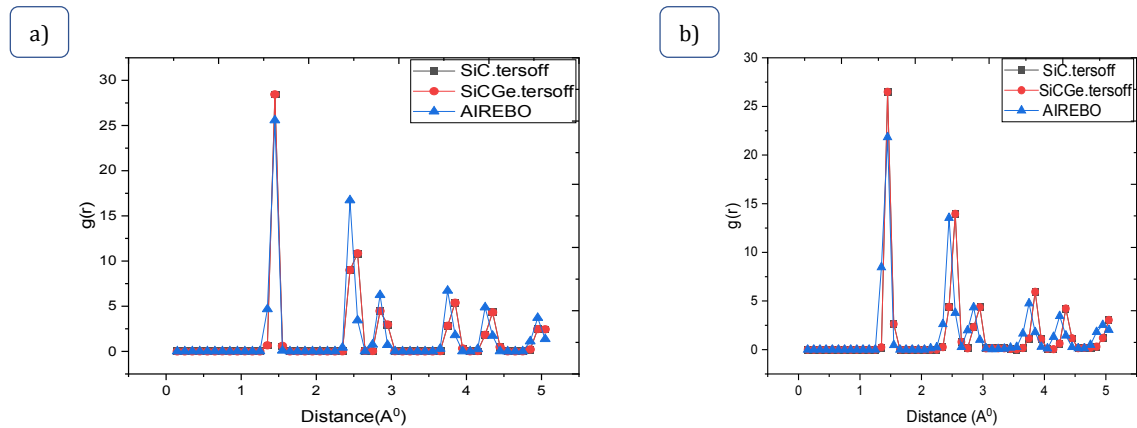 a)
SiC.tersoff
SiCGe.tersoff
AIREBO
30
25
20
15
10
5
0
g(r)
0 1 2 3 4 5
Distance(A⁰)
b)
SiC.tersoff
SiCGe.tersoff
AIREBO
30
25
20
15
10
5
0
g(r)
0 1 2 3 4 5
Distance (A⁰)